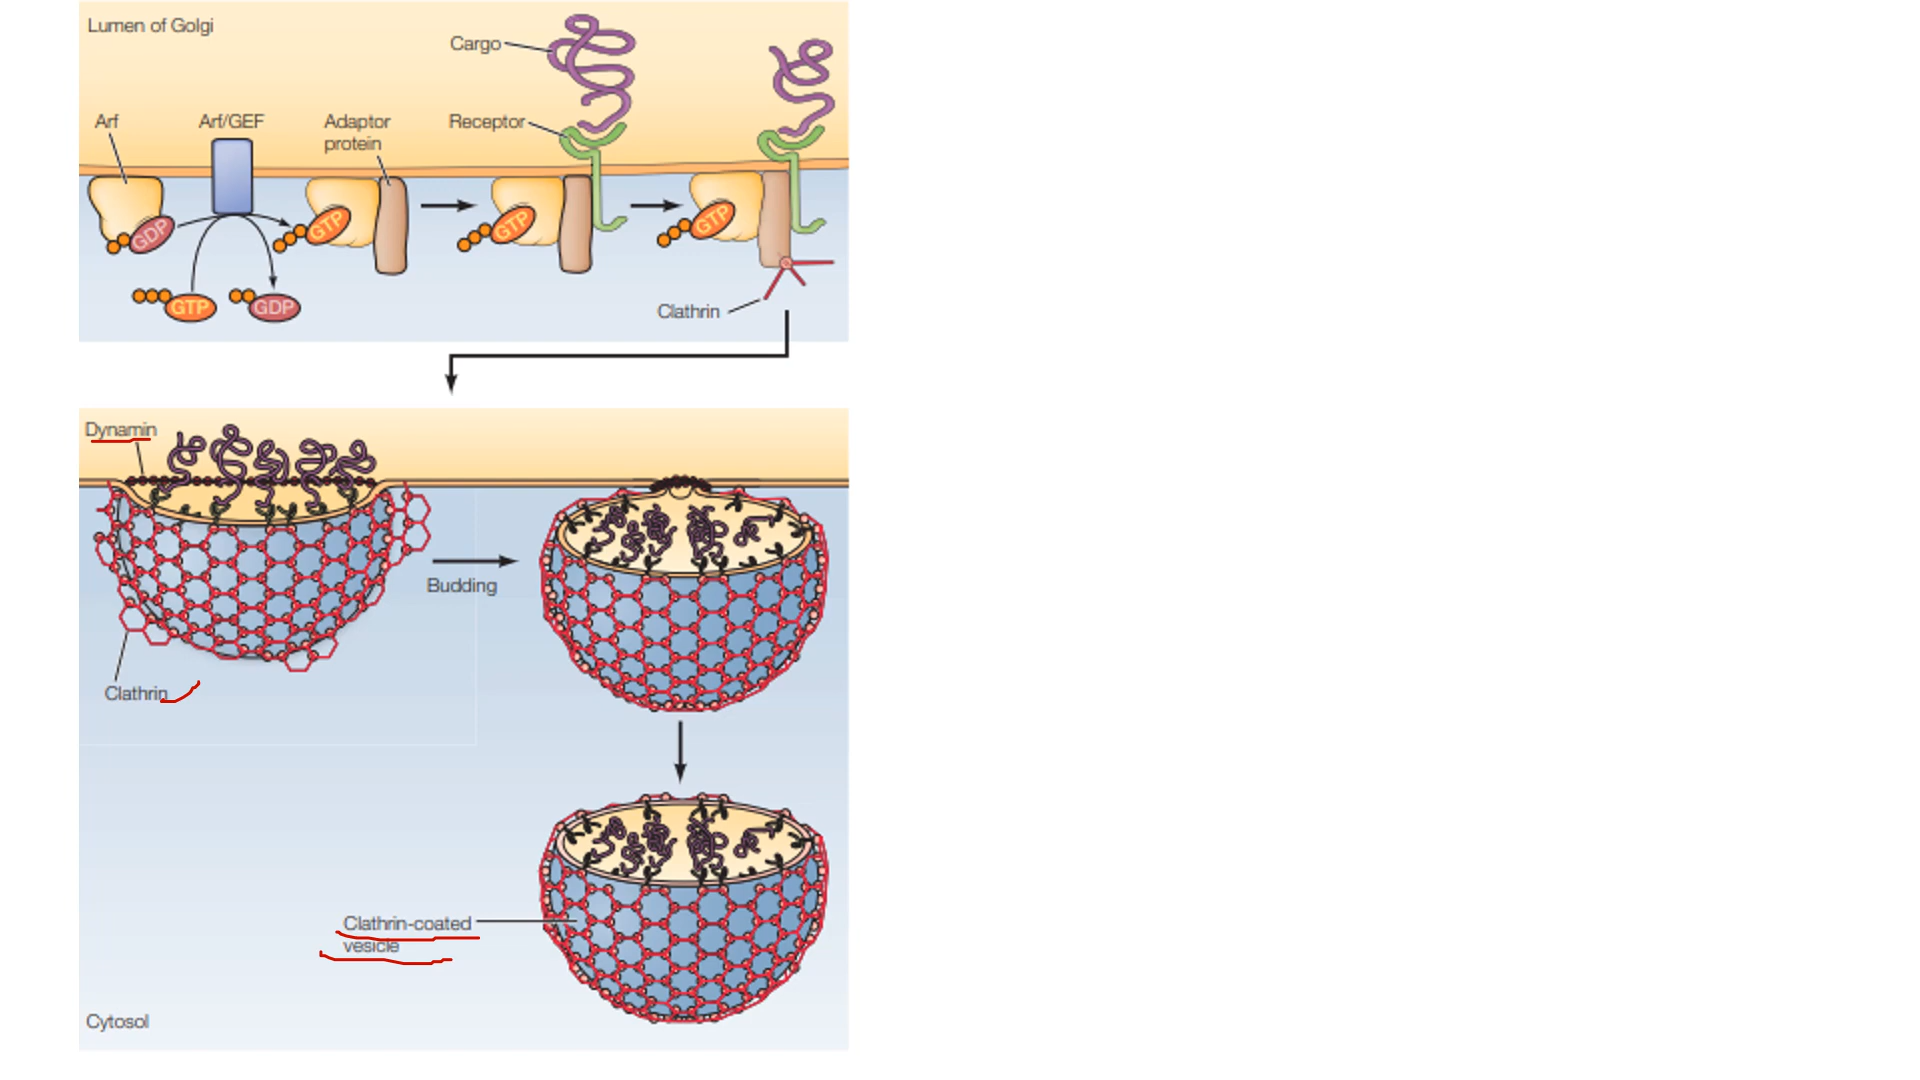 Lumen of Golgi
Cargo
Arf
Arf/GEF
Adaptor
protein
Receptor
GDP
GTP
GTP
GTP
GTP
GDP
Clathrin
Dynamin
Budding
Clathrin
Clathrin-coated
vesicle
Cytosol